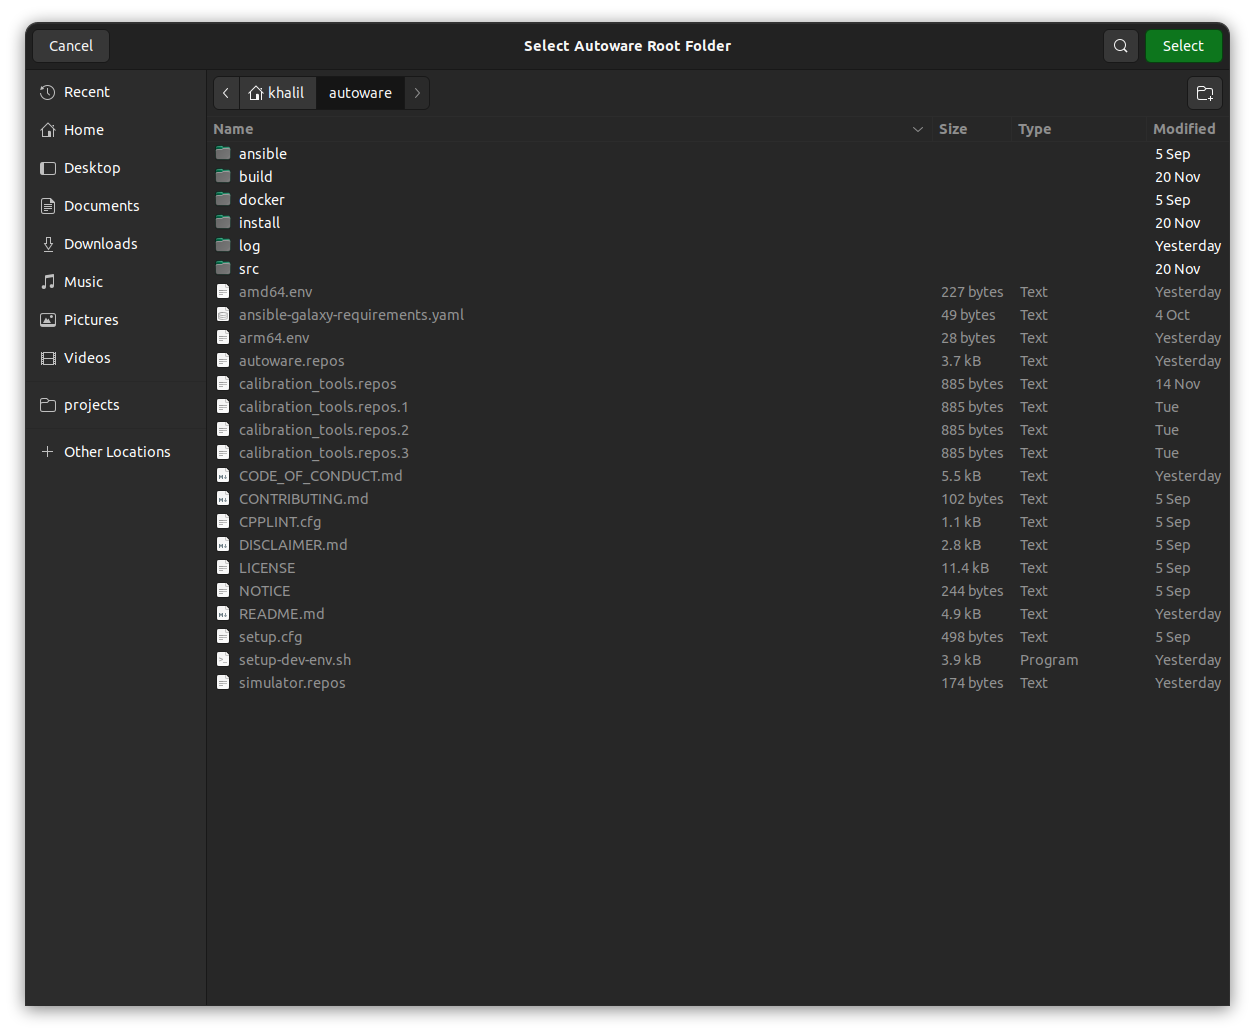 Cancel
Select Autoware Root Folder
Select
Recent
Home
Desktop
Documents
Downloads
Music
Pictures
Videos
projects
Other Locations
khalil
autoware
Name Size Type Modified
ansible 5 Sep
build 20 Nov
docker 5 Sep
install 20 Nov
log Yesterday
src 20 Nov
amd64.env 227 bytes Text Yesterday
ansible-galaxy-requirements.yaml 49 bytes Text 4 Oct
arm64.env 28 bytes Text Yesterday
autoware.repos 3.7 kB Text Yesterday
calibration_tools.repos 885 bytes Text 14 Nov
calibration_tools.repos.1 885 bytes Text Tue
calibration_tools.repos.2 885 bytes Text Tue
calibration_tools.repos.3 885 bytes Text Tue
CODE_OF_CONDUCT.md 5.5 kB Text Yesterday
CONTRIBUTING.md 102 bytes Text 5 Sep
CPPLINT.cfg 1.1 kB Text 5 Sep
DISCLAIMER.md 2.8 kB Text 5 Sep
LICENSE 11.4 kB Text 5 Sep
NOTICE 244 bytes Text 5 Sep
README.md 4.9 kB Text Yesterday
setup.cfg 498 bytes Text 5 Sep
setup-dev-env.sh 3.9 kB Program Yesterday
simulator.repos 174 bytes Text Yesterday